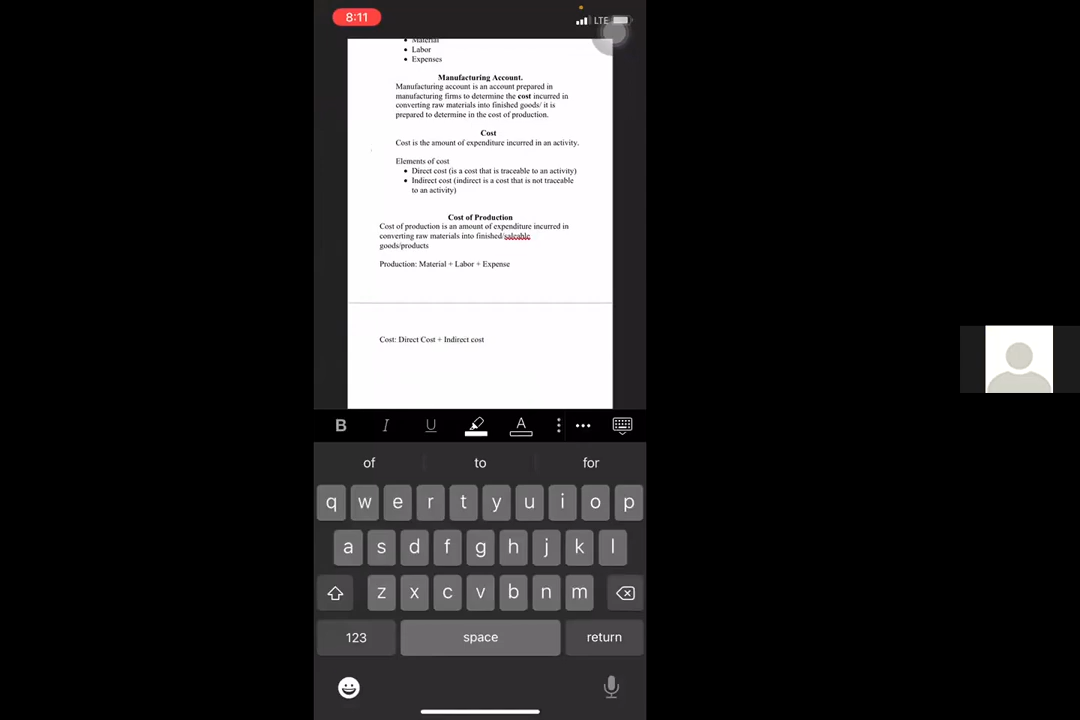 8:11
LTE
• Material
• Labor
• Expenses
Manufacturing Account.
Manufacturing account is an account prepared in
manufacturing firms to determine the cost incurred in
converting raw materials into finished goods/ it is
prepared to determine in the cost of production.
Cost
Cost is the amount of expenditure incurred in an activity.
Elements of cost
• Direct cost (is a cost that is traceable to an activity)
• Indirect cost (indirect is a cost that is not traceable
to an activity)
Cost of Production
Cost of production is an amount of expenditure incurred in
converting raw materials into finished/saleable
goods/products
Production: Material + Labor + Expense
Cost: Direct Cost + Indirect cost
B I U A
of to for
q w e r t y u i o p
a s d f g h j k l
z x c v b n m
123 space return